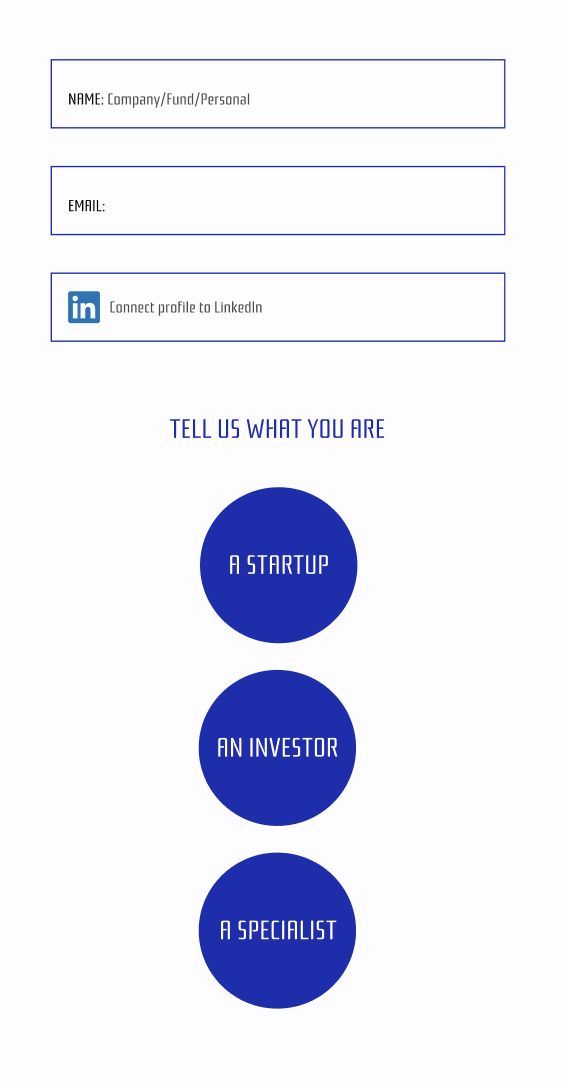 NAME: Company/Fund/Personal
EMAIL:
in Connect profile to LinkedIn
TELL US WHAT YOU ARE
A STARTUP
AN INVESTOR
A SPECIALIST